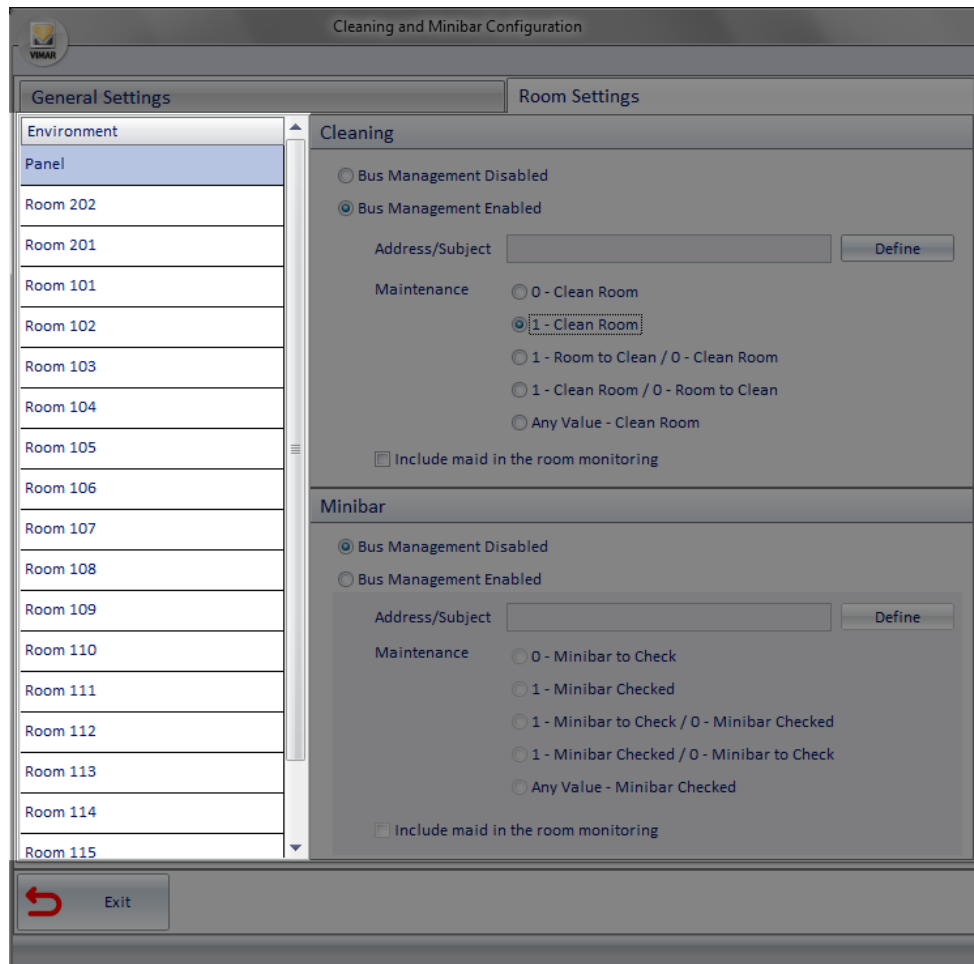 Cleaning and Minibar Configuration
VIMAR
General Settings
Room Settings
Environment
Panel
Room 202
Room 201
Room 101
Room 102
Room 103
Room 104
Room 105
Room 106
Room 107
Room 108
Room 109
Room 110
Room 111
Room 112
Room 113
Room 114
Room 115
Cleaning
Bus Management Disabled
Bus Management Enabled
Address/Subject
Define
Maintenance
0 - Clean Room
1 - Clean Room
1 - Room to Clean / 0 - Clean Room
1 - Clean Room / 0 - Room to Clean
Any Value - Clean Room
Include maid in the room monitoring
Minibar
Bus Management Disabled
Bus Management Enabled
Address/Subject
Define
Maintenance
0 - Minibar to Check
1 - Minibar Checked
1 - Minibar to Check / 0 - Minibar Checked
1 - Minibar Checked / 0 - Minibar to Check
Any Value - Minibar Checked
Include maid in the room monitoring
Exit